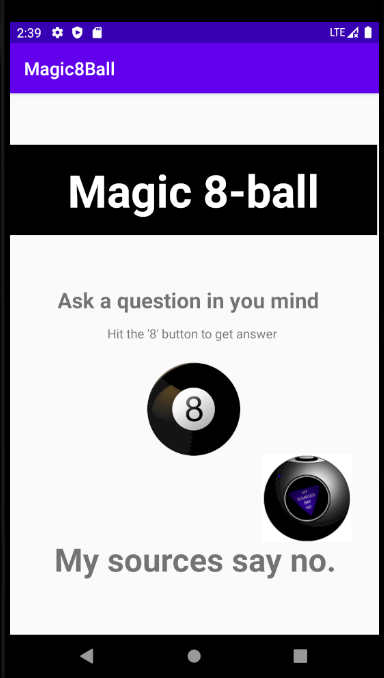 2:39 LTE
Magic8Ball
Magic 8-ball
Ask a question in you mind
Hit the '8' button to get answer
8
MY
SOURCES
SAY
NO
My sources say no.